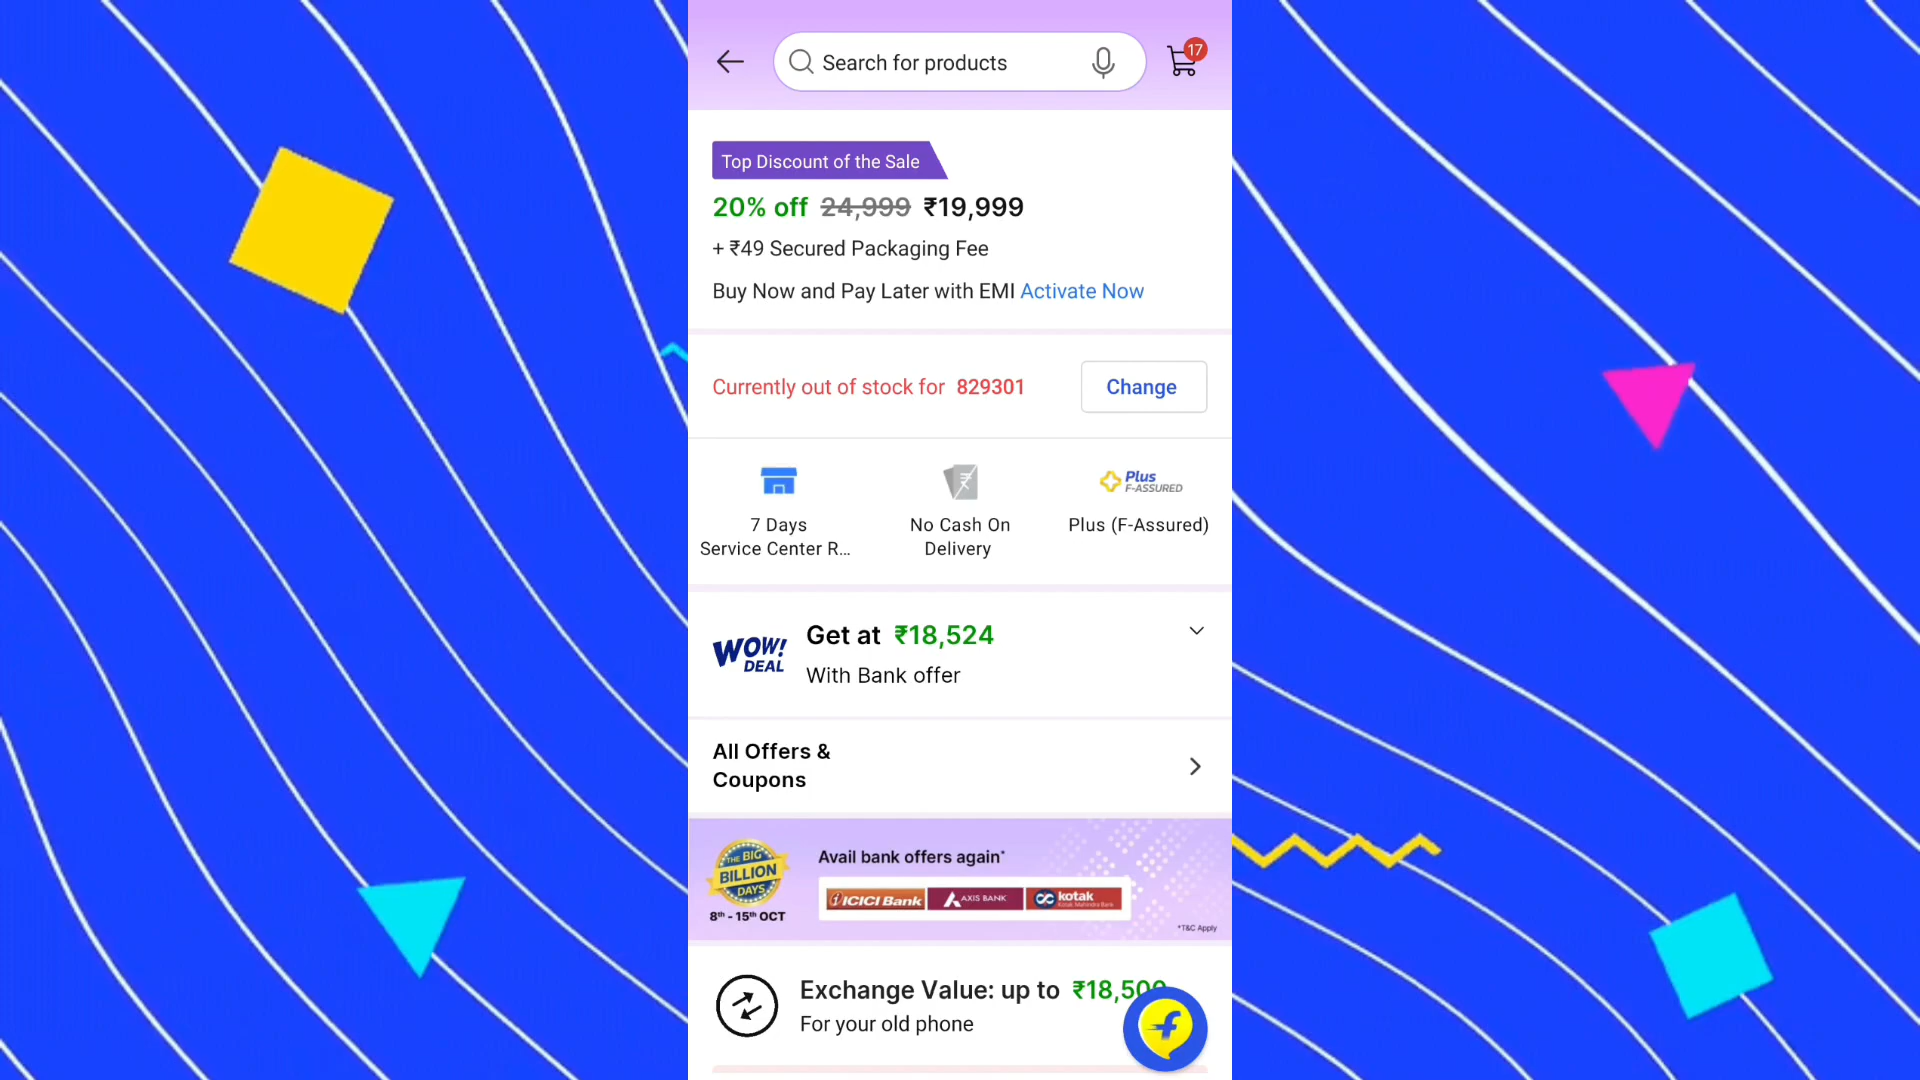 Search for products
17
Top Discount of the Sale
20% off 24,999 ₹19,999
+ ₹49 Secured Packaging Fee
Buy Now and Pay Later with EMI Activate Now
Currently out of stock for 829301
Change
Plus
F-ASSURED
7 Days
Service Center R...
No Cash On
Delivery
Plus (F-Assured)
WOW!
DEAL
Get at ₹18,524
With Bank offer
All Offers &
Coupons
THE BIG
BILLION
DAYS
8th - 15th OCT
Avail bank offers again*
ICICI Bank
AXIS BANK
kotak
Kotak Mahindra Bank
*T&C Apply
Exchange Value: up to ₹18,500
For your old phone